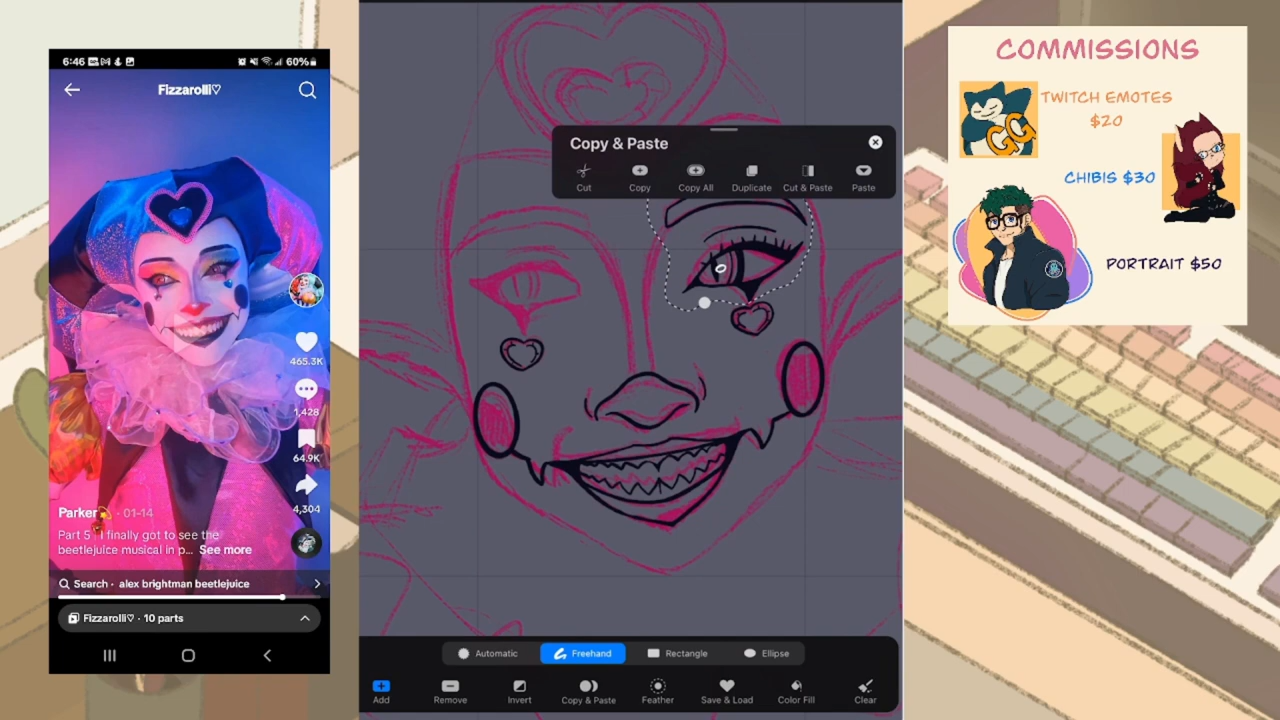 6:46
60%
Fizzarolli♡
465.3K
1,428
64.9K
4,304
Parker · 01-14
Part 5 | I finally got to see the
beetlejuice musical in p... See more
Search · alex brightman beetlejuice
Fizzarolli♡ · 10 parts
Copy & Paste
Cut
Copy
Copy All
Duplicate
Cut & Paste
Paste
Automatic
Freehand
Rectangle
Ellipse
Add
Remove
Invert
Copy & Paste
Feather
Save & Load
Color Fill
Clear
COMMISSIONS
TWITCH EMOTES
$20
GG
CHIBIS $30
PORTRAIT $50